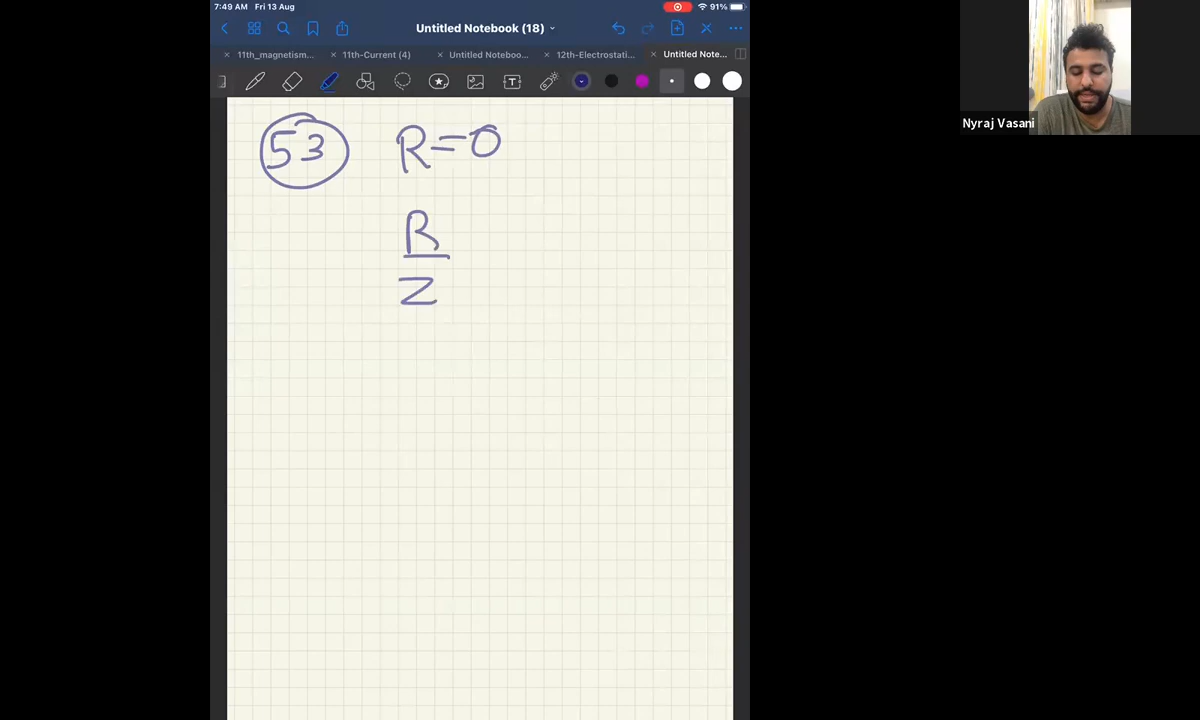 7:49 AM Fri 13 Aug 91%
Untitled Notebook (18)
11th_magnetism... 11th-Current (4) Untitled Noteboo... 12th-Electrostati... Untitled Note...
53 R=0
R
Z
Nyraj Vasani